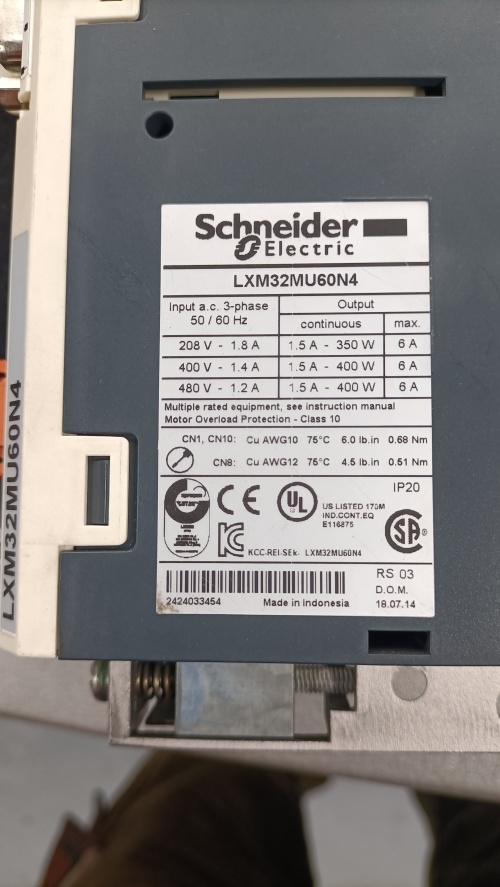 Schneider
Electric
LXM32MU60N4
Input a.c. 3-phase
50 / 60 Hz
Output
continuous
max.
208 V - 1.8 A
1.5 A - 350 W
6 A
400 V - 1.4 A
1.5 A - 400 W
6 A
480 V - 1.2 A
1.5 A - 400 W
6 A
Multiple rated equipment, see instruction manual
Motor Overload Protection - Class 10
CN1, CN10: Cu AWG10 75°C 6.0 lb.in 0.68 Nm
CN8: Cu AWG12 75°C 4.5 lb.in 0.51 Nm
IP20
CE
UL
US LISTED 170M
IND.CONT.EQ
E116875
SA
KCC-REI-SEk- LXM32MU60N4
2424033454
Made in Indonesia
RS 03
D.O.M.
18.07.14
LXM32MU60N4